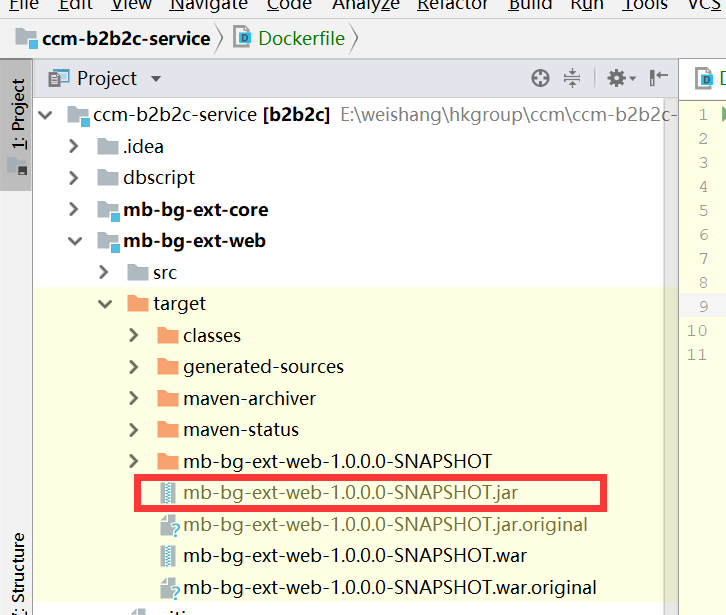 File Edit View Navigate Code Analyze Refactor Build Run Tools VCS
ccm-b2b2c-service Dockerfile
1: Project
Project
ccm-b2b2c-service [b2b2c] E:\weishang\hkgroup\ccm\ccm-b2b2c-
.idea
dbscript
mb-bg-ext-core
mb-bg-ext-web
src
target
classes
generated-sources
maven-archiver
maven-status
mb-bg-ext-web-1.0.0.0-SNAPSHOT
mb-bg-ext-web-1.0.0.0-SNAPSHOT.jar
mb-bg-ext-web-1.0.0.0-SNAPSHOT.jar.original
mb-bg-ext-web-1.0.0.0-SNAPSHOT.war
mb-bg-ext-web-1.0.0.0-SNAPSHOT.war.original
Structure
1
2
3
4
5
6
7
8
9
10
11